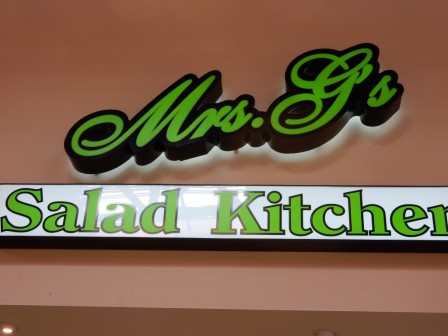 Mrs. G's
Salad Kitchen